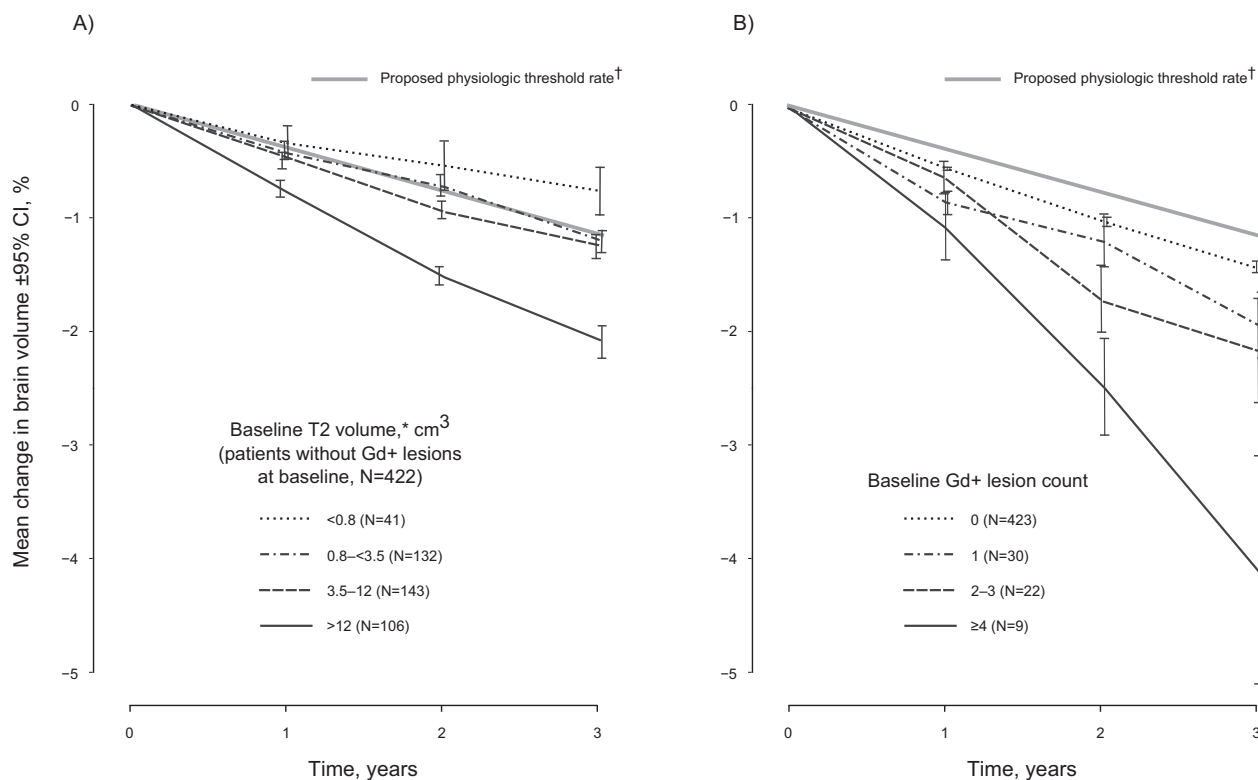 A)
Proposed physiologic threshold rate†
0
−1
−2
−3
−4
−5
Mean change in brain volume ±95% CI, %
Baseline T2 volume,* cm3
(patients without Gd+ lesions
at baseline, N=422)
<0.8 (N=41)
0.8–<3.5 (N=132)
3.5–12 (N=143)
>12 (N=106)
0 1 2 3
Time, years
B)
Proposed physiologic threshold rate†
0
−1
−2
−3
−4
−5
Baseline Gd+ lesion count
0 (N=423)
1 (N=30)
2–3 (N=22)
≥4 (N=9)
0 1 2 3
Time, years